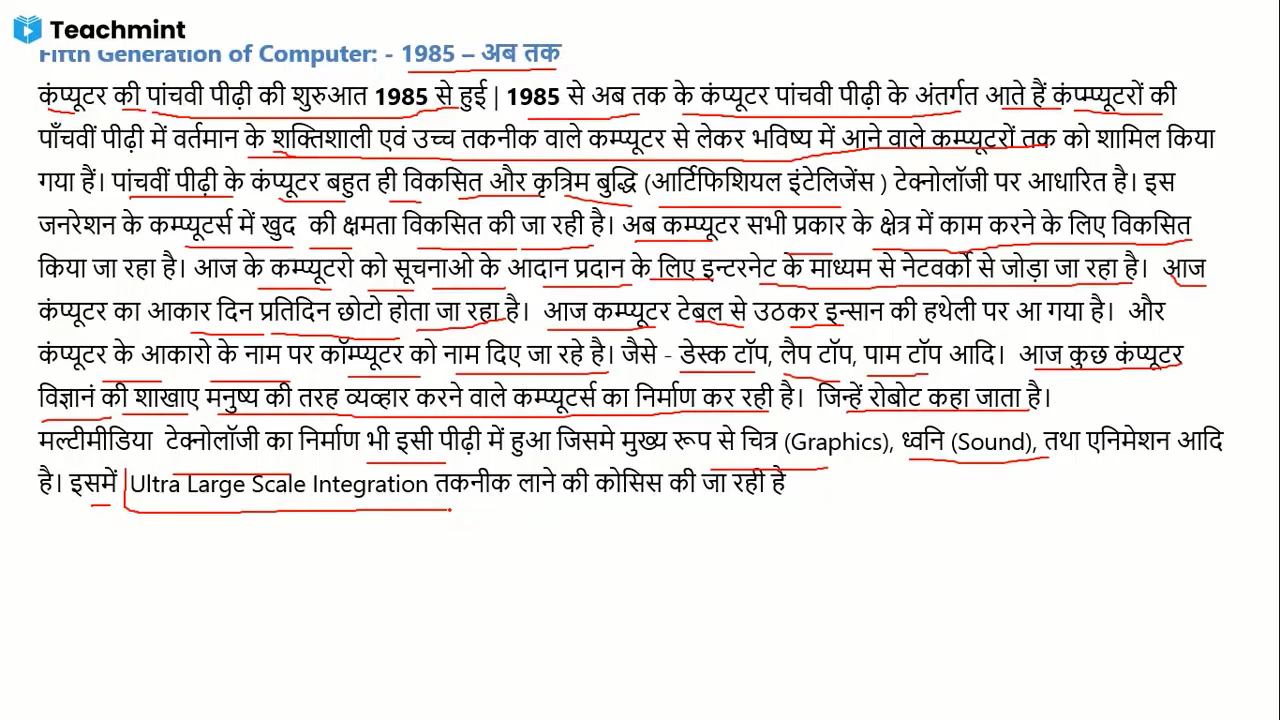 Teachmint
Fifth Generation of Computer: - 1985 – अब तक
कंप्यूटर की पांचवी पीढ़ी की शुरुआत 1985 से हुई | 1985 से अब तक के कंप्यूटर पांचवी पीढ़ी के अंतर्गत आते हैं कंप्म्प्यूटरों की
पाँचवीं पीढ़ी में वर्तमान के शक्तिशाली एवं उच्च तकनीक वाले कम्प्यूटर से लेकर भविष्य में आने वाले कम्प्यूटरों तक को शामिल किया
गया हैं। पांचवीं पीढ़ी के कंप्यूटर बहुत ही विकसित और कृत्रिम बुद्धि (आर्टिफिशियल इंटेलिजेंस ) टेक्नोलॉजी पर आधारित है। इस
जनरेशन के कम्प्यूटर्स में खुद की क्षमता विकसित की जा रही है। अब कम्प्यूटर सभी प्रकार के क्षेत्र में काम करने के लिए विकसित
किया जा रहा है। आज के कम्प्यूटरो को सूचनाओ के आदान प्रदान के लिए इन्टरनेट के माध्यम से नेटवर्को से जोड़ा जा रहा है। आज
कंप्यूटर का आकार दिन प्रतिदिन छोटो होता जा रहा है। आज कम्प्यूटर टेबल से उठकर इन्सान की हथेली पर आ गया है। और
कंप्यूटर के आकारो के नाम पर कॉम्प्यूटर को नाम दिए जा रहे है। जैसे - डेस्क टॉप, लैप टॉप, पाम टॉप आदि। आज कुछ कंप्यूटर
विज्ञानं की शाखाए मनुष्य की तरह व्यव्हार करने वाले कम्प्यूटर्स का निर्माण कर रही है। जिन्हें रोबोट कहा जाता है।
मल्टीमीडिया टेक्नोलॉजी का निर्माण भी इसी पीढ़ी में हुआ जिसमे मुख्य रूप से चित्र (Graphics), ध्वनि (Sound), तथा एनिमेशन आदि
है। इसमें Ultra Large Scale Integration तकनीक लाने की कोसिस की जा रही है